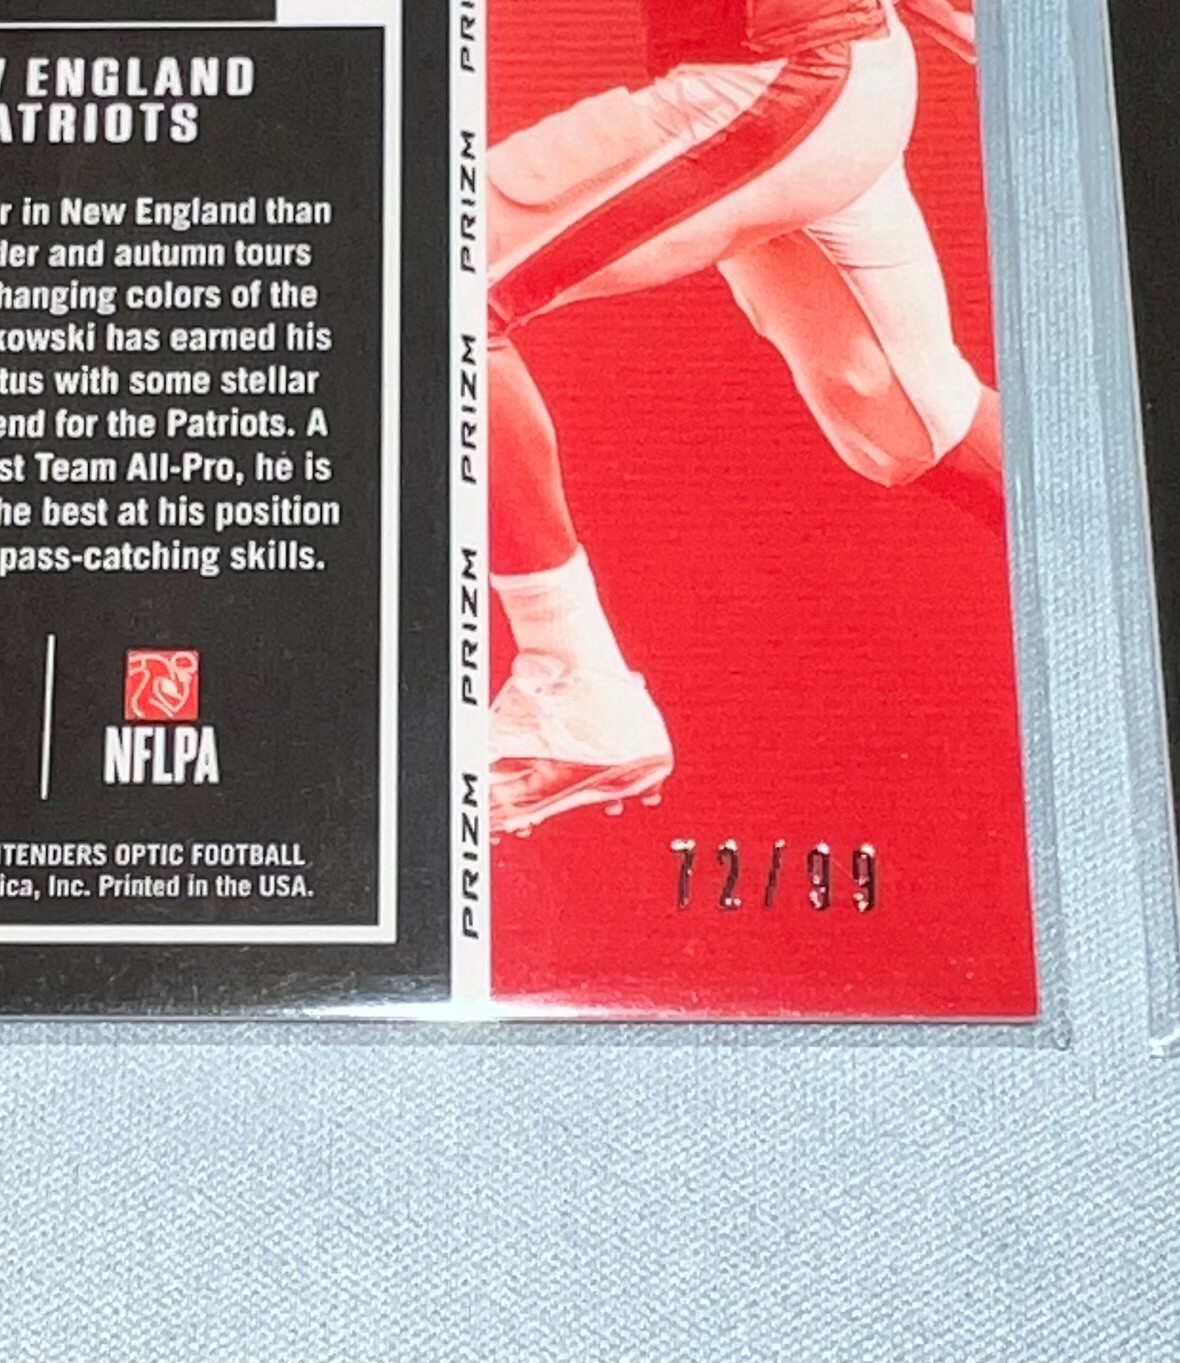 ENGLAND
ATRIOTS
r in New England than
der and autumn tours
hanging colors of the
kowski has earned his
tus with some stellar
end for the Patriots. A
st Team All-Pro, he is
he best at his position
pass-catching skills.
NFLPA
TENDERS OPTIC FOOTBALL
ica, Inc. Printed in the USA.
PRI
PRIZM
PRIZM
PRIZM
PRIZM
72/99